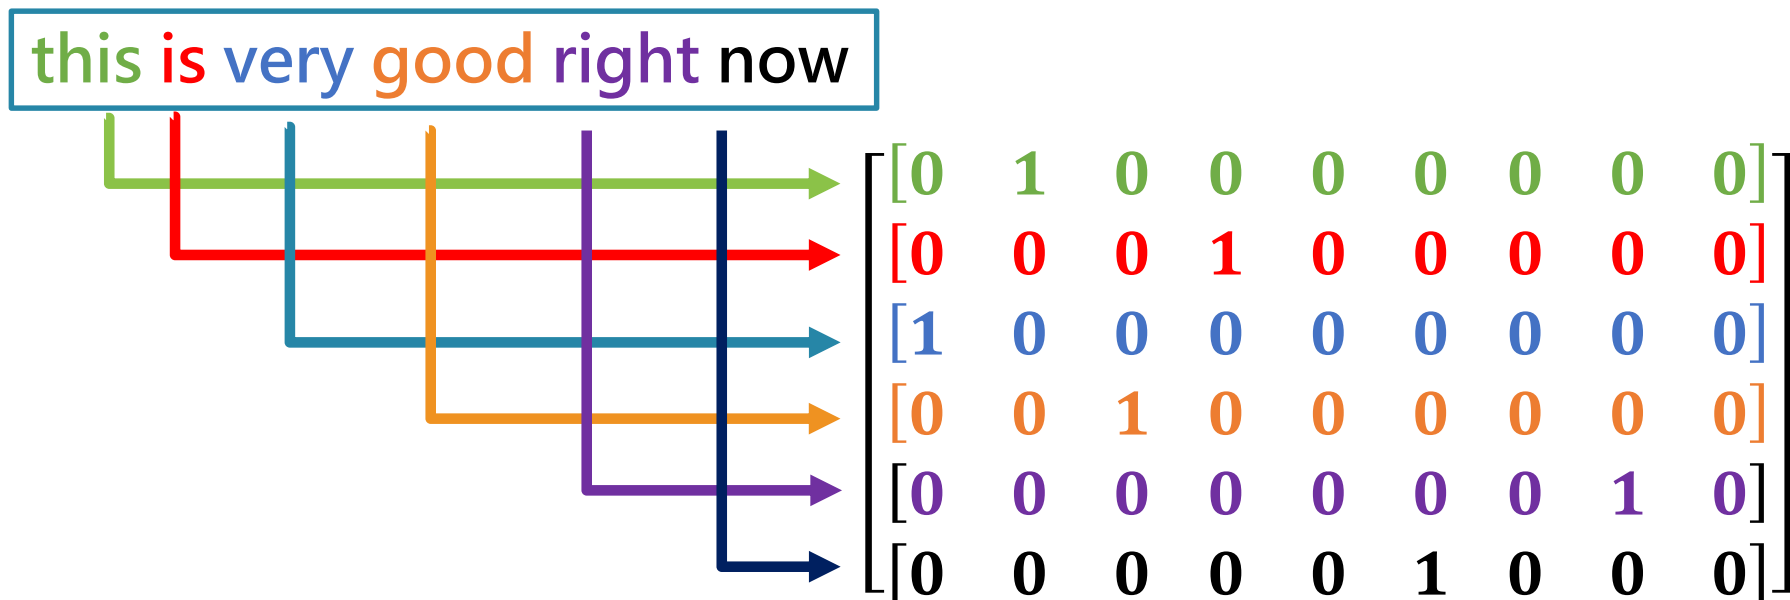 this is very good right now
[0 1 0 0 0 0 0 0 0]
[0 0 0 1 0 0 0 0 0]
[1 0 0 0 0 0 0 0 0]
[0 0 1 0 0 0 0 0 0]
[0 0 0 0 0 0 0 1 0]
[0 0 0 0 0 1 0 0 0]